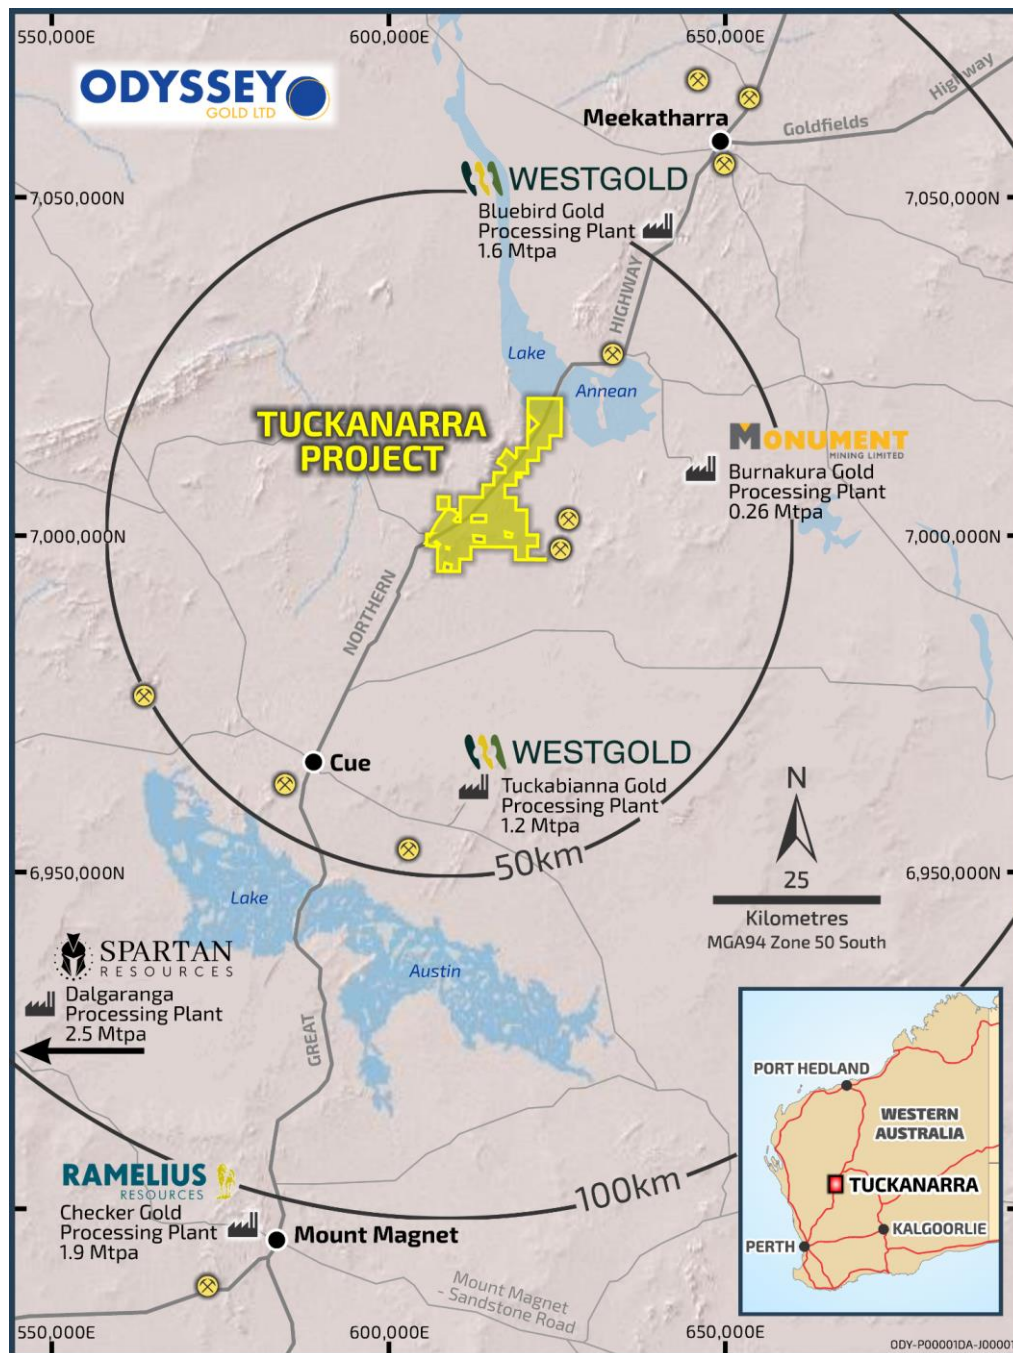 550,000E
600,000E
650,000E
ODYSSEY
GOLD LTD
Highway
Goldfields
Meekatharra
WESTGOLD
Bluebird Gold
Processing Plant
1.6 Mtpa
7,050,000N
7,050,000N
HIGHWAY
Lake
Annean
TUCKANARRA
PROJECT
MONUMENT
MINING LIMITED
Burnakura Gold
Processing Plant
0.26 Mtpa
7,000,000N
7,000,000N
NORTHERN
Cue
WESTGOLD
Tuckabianna Gold
Processing Plant
1.2 Mtpa
N
50km
25
Kilometres
MGA94 Zone 50 South
6,950,000N
6,950,000N
Lake
Austin
SPARTAN
RESOURCES
Dalgaranga
Processing Plant
2.5 Mtpa
GREAT
PORT HEDLAND
WESTERN
AUSTRALIA
TUCKANARRA
KALGOORLIE
PERTH
100km
RAMELIUS
RESOURCES
Checker Gold
Processing Plant
1.9 Mtpa
Mount Magnet
Mount Magnet
- Sandstone Road
550,000E
600,000E
650,000E
ODY-P00001DA-J00001